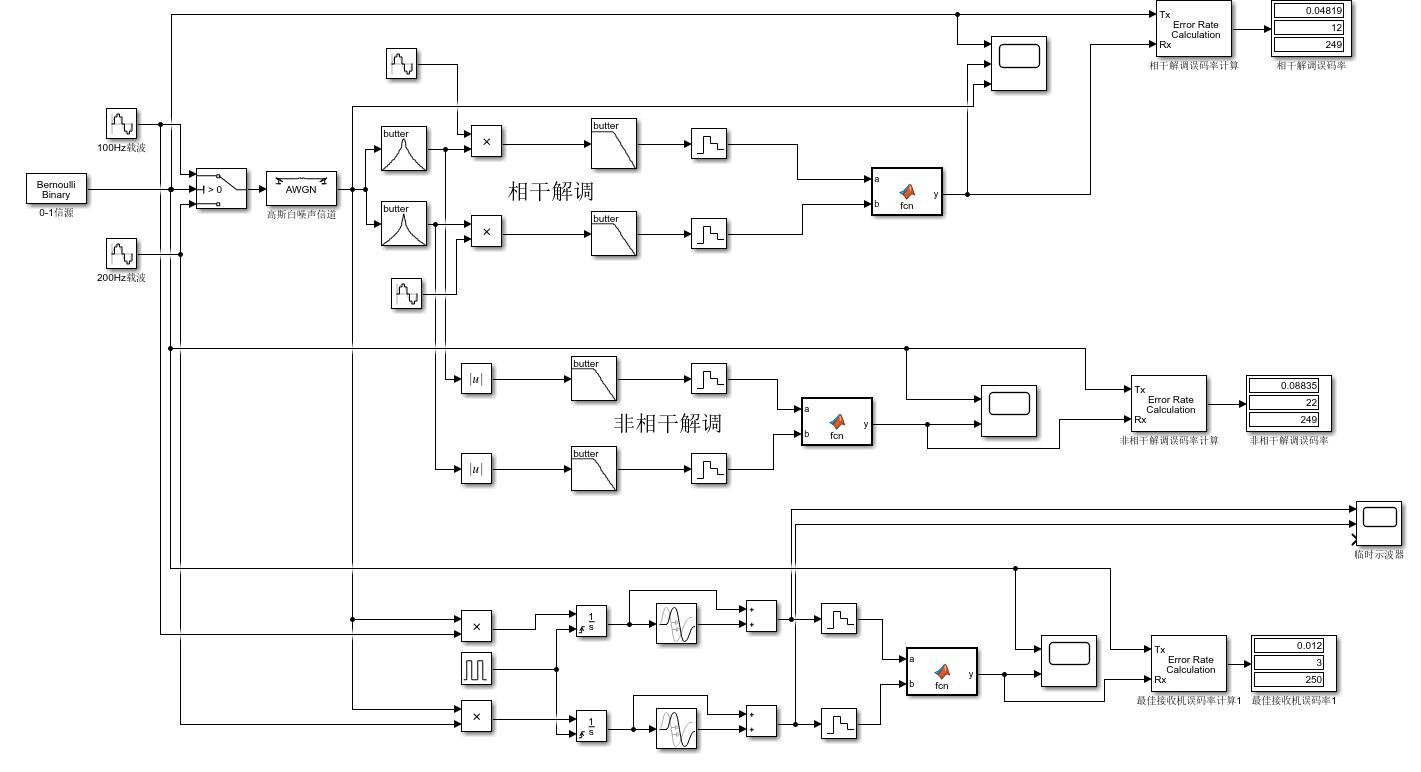 Tx
Rx
Error Rate
Calculation
相干解调误码率计算
0.04819
12
249
相干解调误码率
100Hz载波
Bernoulli
Binary
0-1信源
> 0
AWGN
高斯白噪声信道
200Hz载波
butter
×
butter
相干解调
butter
×
butter
a
b
fcn
y
|u|
butter
非相干解调
|u|
butter
a
b
fcn
y
Tx
Rx
Error Rate
Calculation
非相干解调误码率计算
0.08835
22
249
非相干解调误码率
临时示波器
×
1
s
+
+
×
1
s
+
+
a
b
fcn
y
Tx
Rx
Error Rate
Calculation
最佳接收机误码率计算1
0.012
3
250
最佳接收机误码率1